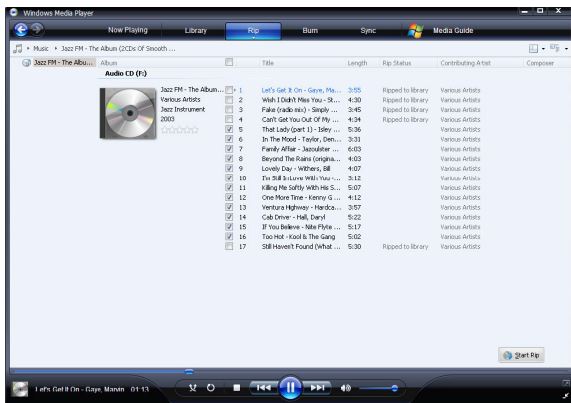 Windows Media Player
Now Playing Library Rip Burn Sync Media Guide
Music Jazz FM - The Album (2CDs Of Smooth ...
Jazz FM - The Albu... Album Title Length Rip Status Contributing Artist Composer
Audio CD (F:)
Jazz FM - The Album...
Various Artists
Jazz Instrument
2003
1 Let's Get It On - Gaye, Ma... 3:55 Ripped to library Various Artists
2 Wish I Didn't Miss You - St... 4:30 Ripped to library Various Artists
3 Fake (radio mix) - Simply ... 3:45 Ripped to library Various Artists
4 Can't Get You Out Of My ... 4:34 Ripped to library Various Artists
5 That Lady (part 1) - Isley ... 5:36 Various Artists
6 In The Mood - Taylor, Den... 3:31 Various Artists
7 Family Affair - Jazoulster ... 6:03 Various Artists
8 Beyond The Rains (origina... 4:03 Various Artists
9 Lovely Day - Withers, Bill 4:07 Various Artists
10 I'm Still In Love With You -... 3:12 Various Artists
11 Killing Me Softly With His S... 5:07 Various Artists
12 One More Time - Kenny G ... 4:12 Various Artists
13 Ventura Highway - Hardca... 3:57 Various Artists
14 Cab Driver - Hall, Daryl 5:22 Various Artists
15 If You Believe - Nite Flyte ... 5:17 Various Artists
16 Too Hot - Kool & The Gang 5:02 Various Artists
17 Still Haven't Found (What ... 5:30 Ripped to library Various Artists
Start Rip
Let's Get It On - Gaye, Marvin 01:13